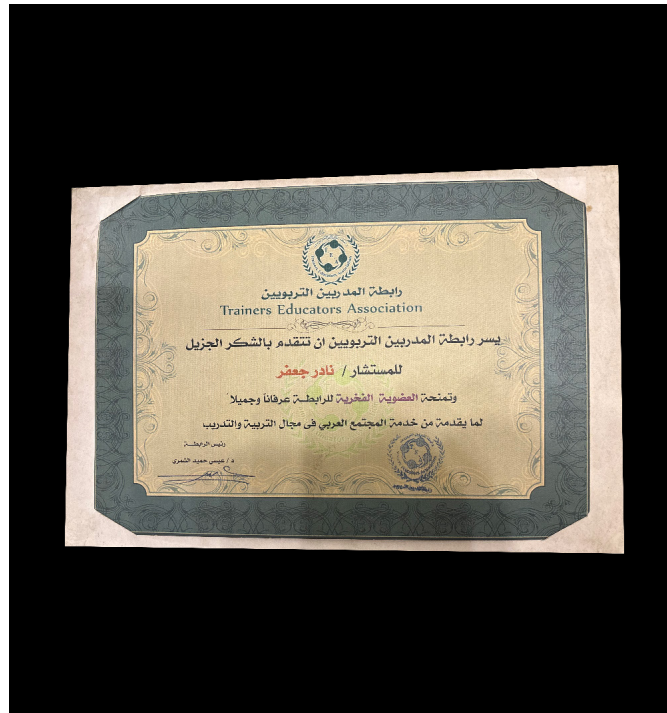 رابطة المدربين التربويين
Trainers Educators Association
يسر رابطة المدربين التربويين ان تتقدم بالشكر الجزيل
للمستشار / نادر جعفر
وتمنحة العضوية الفخرية للرابطة عرفاناً وجميلا
لما يقدمة من خدمة المجتمع العربي فى مجال التربية والتدريب
رئيس الرابطة
د / عيسى حميد الشمري